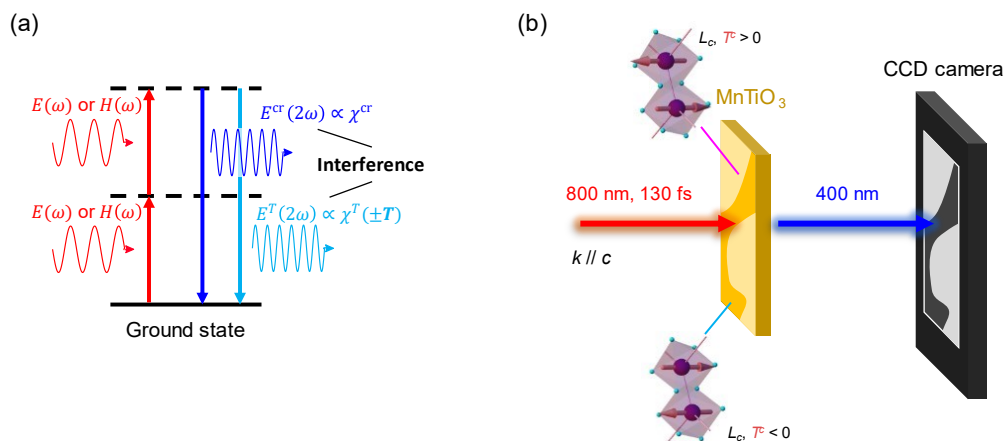 (a)
E(ω) or H(ω)
E(ω) or H(ω)
E^cr(2ω) ∝ χ^cr
Interference
E^T(2ω) ∝ χ^T(±T)
Ground state
(b)
L_c, T^c > 0
MnTiO₃
CCD camera
800 nm, 130 fs
400 nm
k // c
L_c, T^c < 0